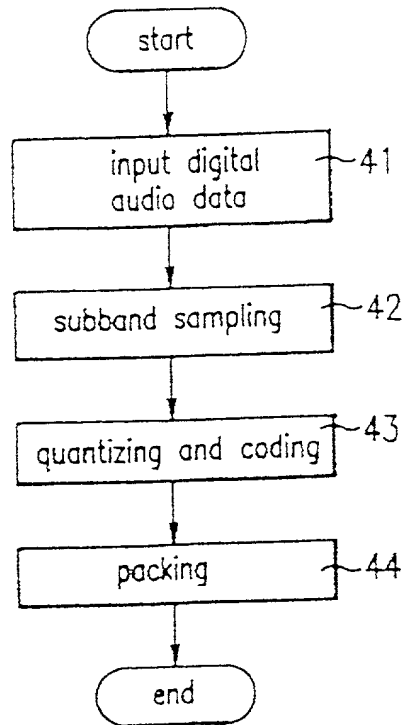 start
input digital
audio data
41
subband sampling
42
quantizing and coding
43
packing
44
end